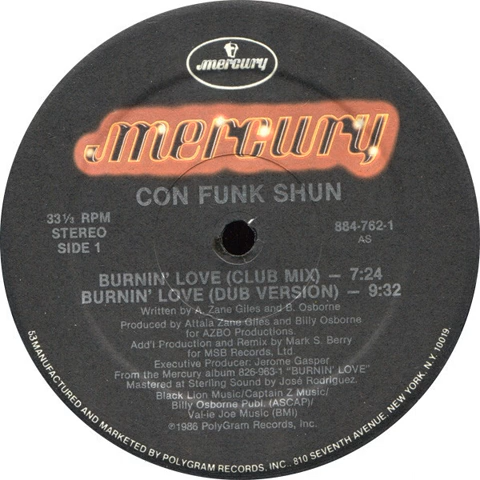 mercury
mercury
CON FUNK SHUN
33⅓ RPM
STEREO
SIDE 1
884-762-1
AS
BURNIN' LOVE (CLUB MIX) – 7:24
BURNIN' LOVE (DUB VERSION) – 9:32
Written by A. Zane Giles and B. Osborne
Produced by Attala Zane Giles and Billy Osborne
for AZBO Productions
Add'l Production and Remix by Mark S. Berry
for MSB Records, Ltd.
Executive Producer: Jerome Gasper
From the Mercury album 826-963-1 "BURNIN' LOVE"
Mastered at Sterling Sound by José Rodriguez.
Black Lion Music/Captain Z Music/
Billy Osborne Publ. (ASCAP)/
Val-ie Joe Music (BMI)
℗1986 PolyGram Records, Inc.
53 MANUFACTURED AND MARKETED BY POLYGRAM RECORDS, INC., 810 SEVENTH AVENUE, NEW YORK, N.Y. 10019.